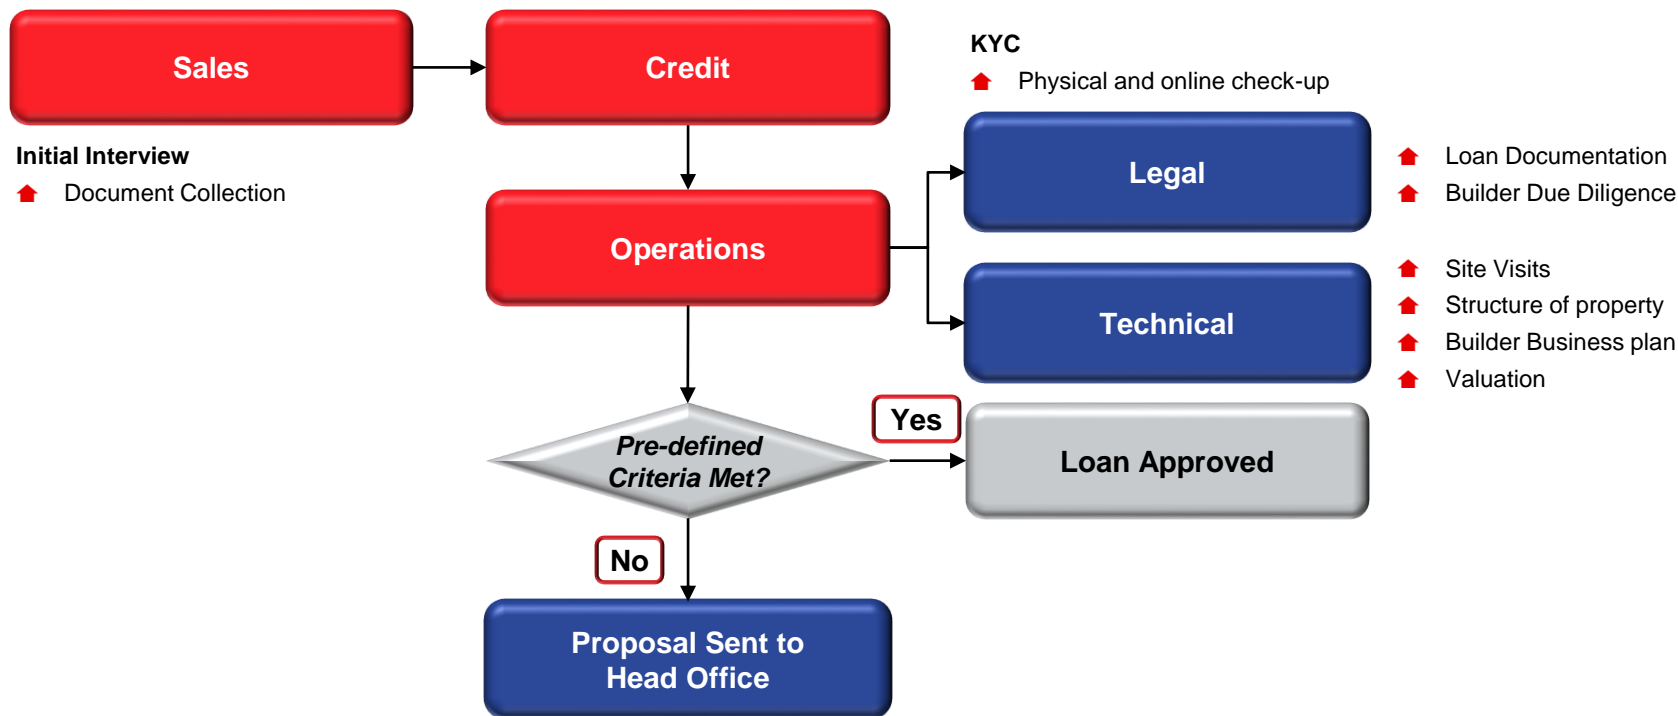 Sales
Credit
KYC
Physical and online check-up
Initial Interview
Document Collection
Legal
Loan Documentation
Builder Due Diligence
Operations
Technical
Site Visits
Structure of property
Builder Business plan
Valuation
Pre-defined
Criteria Met?
Yes
Loan Approved
No
Proposal Sent to
Head Office